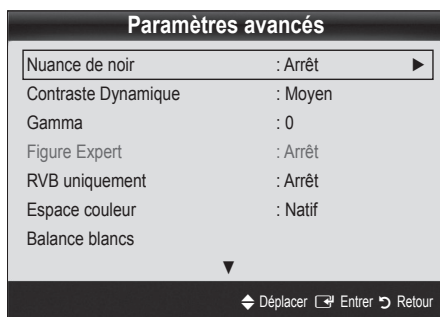 Paramètres avancés
Nuance de noir : Arrêt ►
Contraste Dynamique : Moyen
Gamma : 0
Figure Expert : Arrêt
RVB uniquement : Arrêt
Espace couleur : Natif
Balance blancs
▼
Déplacer Entrer Retour